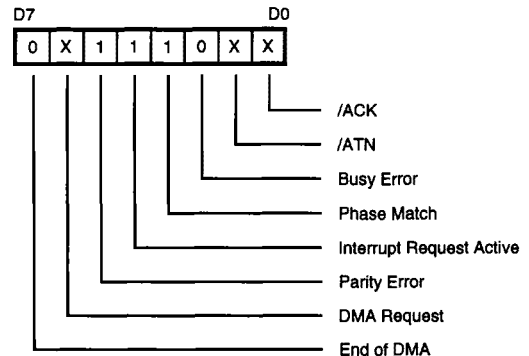 D7 D0
0 X 1 1 1 0 X X
/ACK
/ATN
Busy Error
Phase Match
Interrupt Request Active
Parity Error
DMA Request
End of DMA